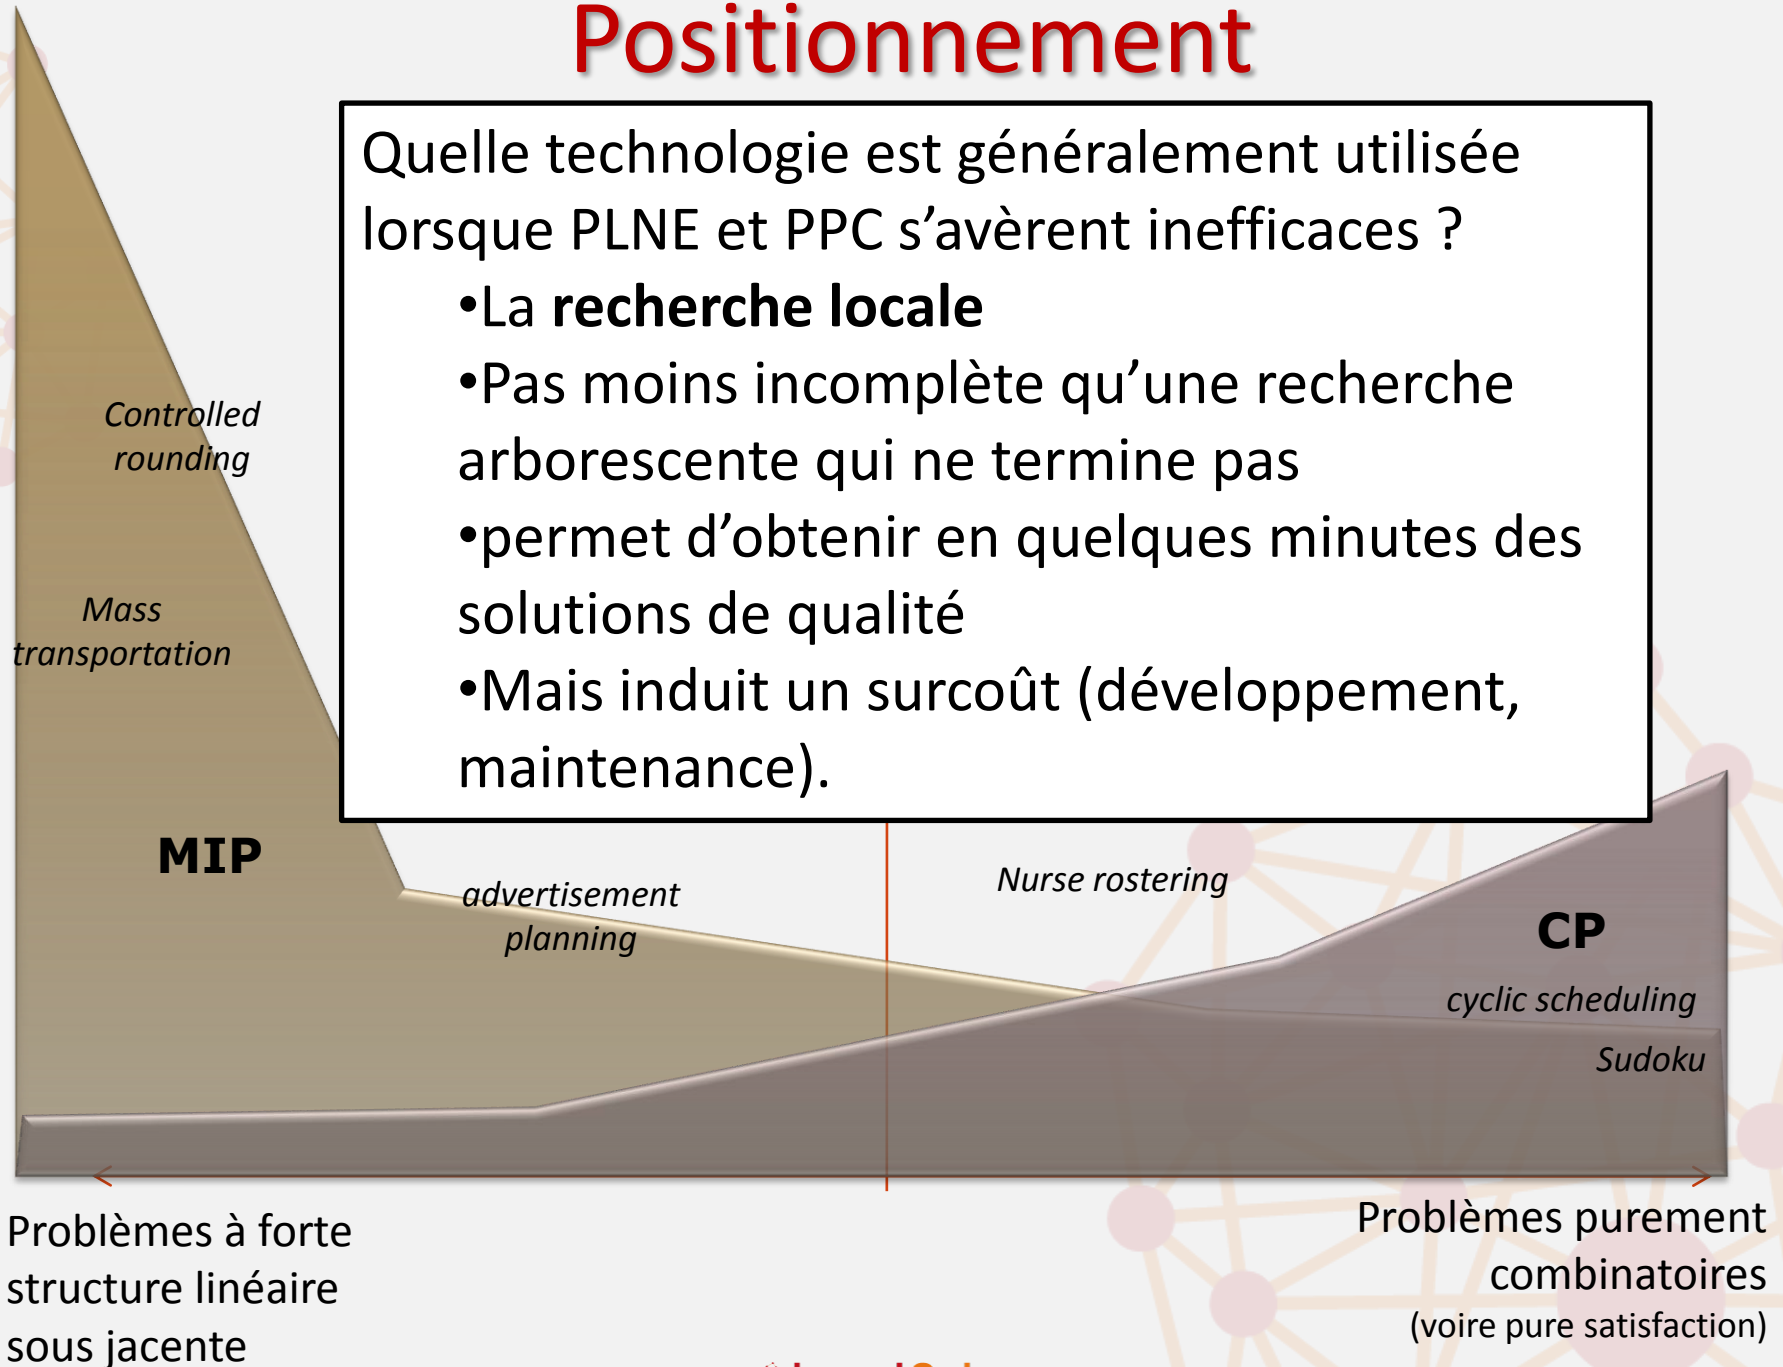 Positionnement
Quelle technologie est généralement utilisée
lorsque PLNE et PPC s’avèrent inefficaces ?
•La recherche locale
•Pas moins incomplète qu’une recherche
arborescente qui ne termine pas
•permet d’obtenir en quelques minutes des
solutions de qualité
•Mais induit un surcoût (développement,
maintenance).
Controlled
rounding
Mass
transportation
MIP
advertisement
planning
Nurse rostering
CP
cyclic scheduling
Sudoku
Problèmes à forte
structure linéaire
sous jacente
Problèmes purement
combinatoires
(voire pure satisfaction)